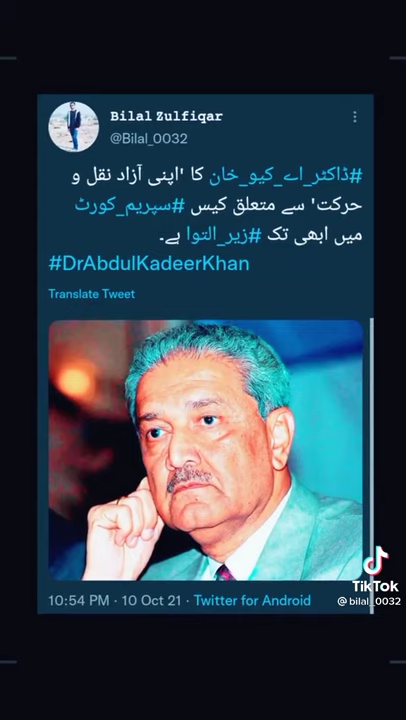 Bilal Zulfiqar
@Bilal_0032
#ڈاکٹر_اے_کیو_خان کا 'اپنی آزاد نقل و
حرکت' سے متعلق کیس #سپریم_کورٹ
میں ابھی تک #زیر_التوا ہے۔
#DrAbdulKadeerKhan
Translate Tweet
10:54 PM · 10 Oct 21 · Twitter for Android
TikTok
@bilal_0032